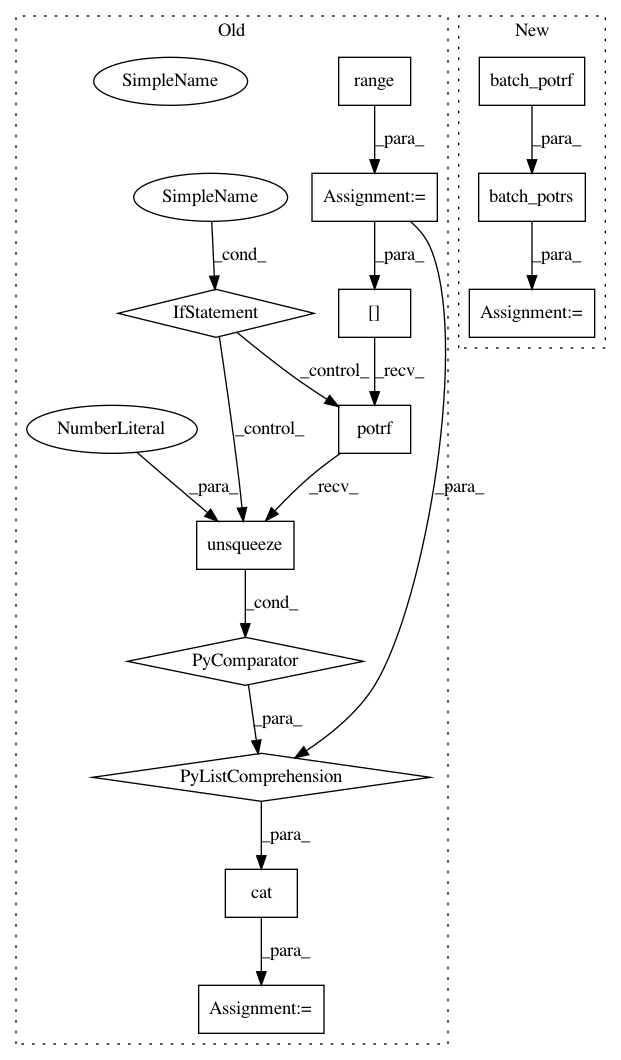 Old
New
SimpleName
range
batch_potrf
_para_
_para_
SimpleName
Assignment:=
batch_potrs
_cond_
_para_
_para_
IfStatement
[]
Assignment:=
_control_
_recv_
NumberLiteral
_control_
potrf
_para_
_recv_
_para_
unsqueeze
_cond_
PyComparator
_para_
PyListComprehension
_para_
cat
_para_
Assignment:=